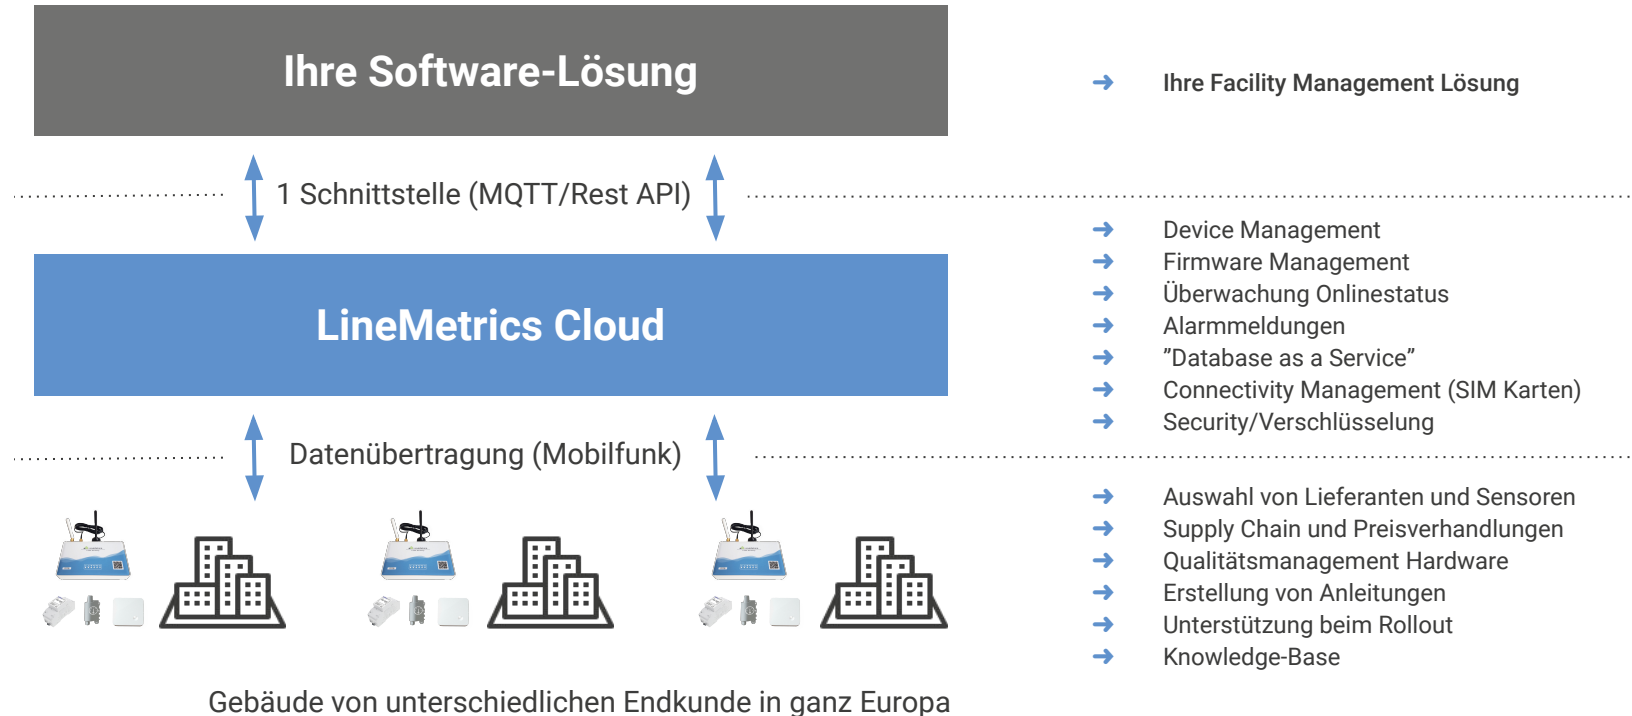 Ihre Software-Lösung
Ihre Facility Management Lösung
1 Schnittstelle (MQTT/Rest API)
LineMetrics Cloud
Device Management
Firmware Management
Überwachung Onlinestatus
Alarmmeldungen
”Database as a Service”
Connectivity Management (SIM Karten)
Security/Verschlüsselung
Datenübertragung (Mobilfunk)
Auswahl von Lieferanten und Sensoren
Supply Chain und Preisverhandlungen
Qualitätsmanagement Hardware
Erstellung von Anleitungen
Unterstützung beim Rollout
Knowledge-Base
Gebäude von unterschiedlichen Endkunde in ganz Europa